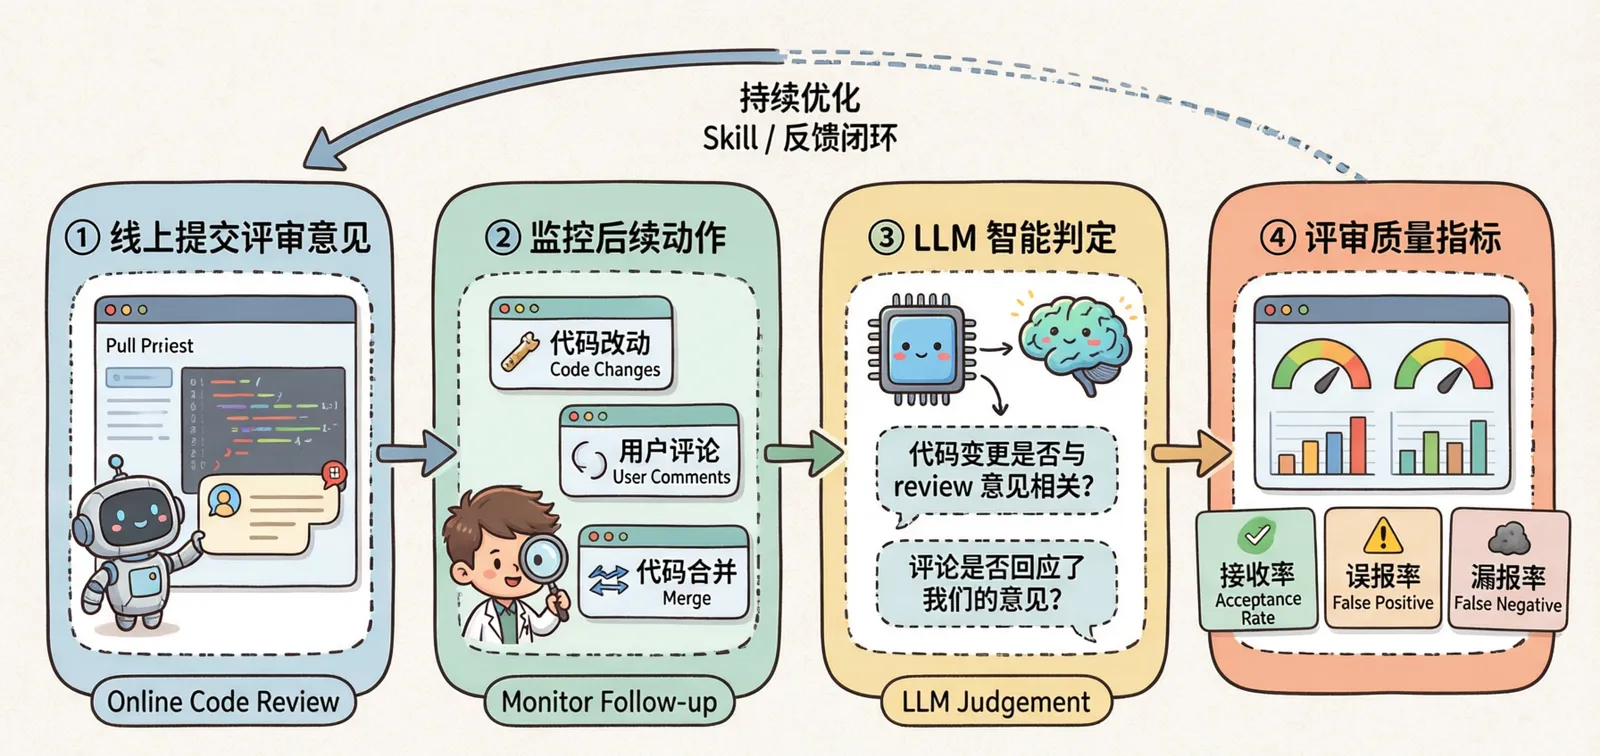 持续优化
Skill / 反馈闭环
① 线上提交评审意见
Pull Prriest
Online Code Review
② 监控后续动作
代码改动
Code Changes
用户评论
User Comments
代码合并
Merge
Monitor Follow-up
③ LLM 智能判定
代码变更是否与
review 意见相关?
评论是否回应了
我们的意见?
LLM Judgement
④ 评审质量指标
接收率
Acceptance
Rate
误报率
False Positive
漏报率
False Negative